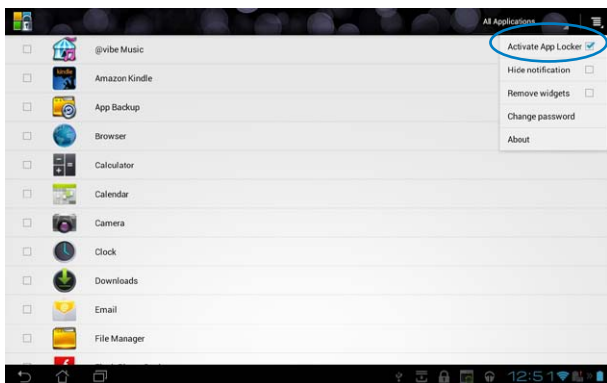 All Applications
Activate App Locker
Hide notification
Remove widgets
Change password
About
@vibe Music
kindle
Amazon Kindle
App Backup
Browser
Calculator
Calendar
Camera
Clock
Downloads
Email
File Manager
12:51